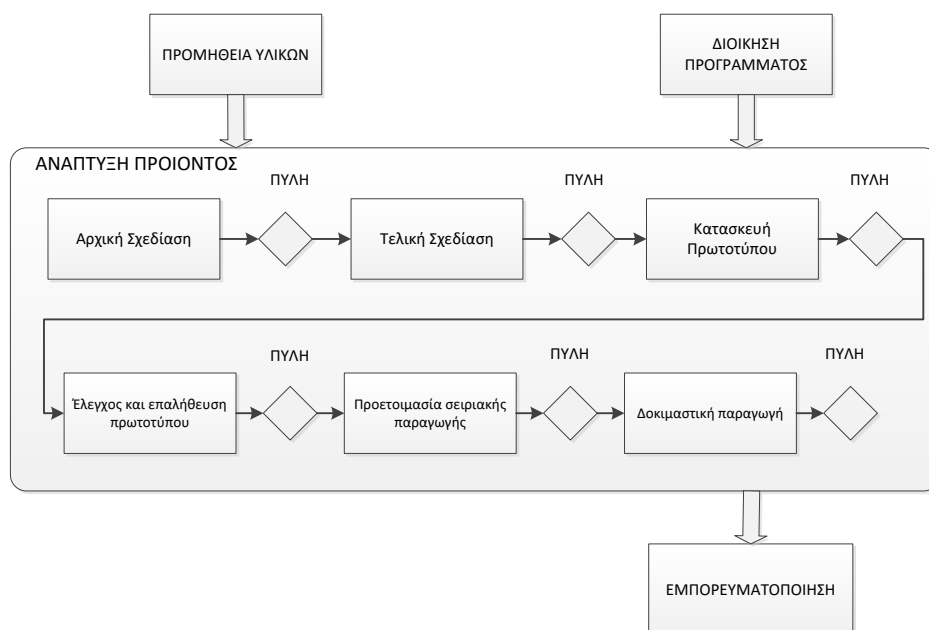 ΠΡΟΜΗΘΕΙΑ ΥΛΙΚΩΝ
ΔΙΟΙΚΗΣΗ
ΠΡΟΓΡΑΜΜΑΤΟΣ
ΑΝΑΠΤΥΞΗ ΠΡΟΙΟΝΤΟΣ
ΠΥΛΗ
ΠΥΛΗ
ΠΥΛΗ
Αρχική Σχεδίαση
Τελική Σχεδίαση
Κατασκευή
Πρωτοτύπου
ΠΥΛΗ
ΠΥΛΗ
ΠΥΛΗ
Έλεγχος και επαλήθευση
πρωτοτύπου
Προετοιμασία σειριακής
παραγωγής
Δοκιμαστική παραγωγή
ΕΜΠΟΡΕΥΜΑΤΟΠΟΙΗΣΗ